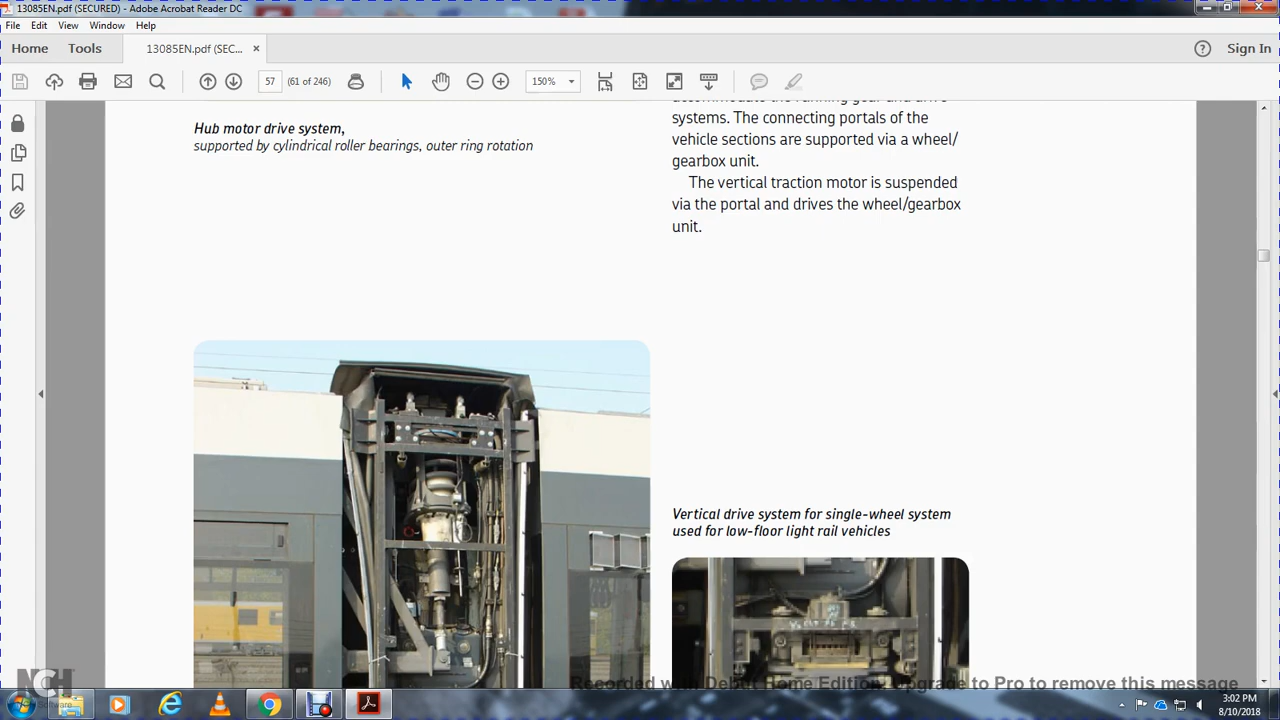 13085EN.pdf (SECURED) - Adobe Acrobat Reader DC
File Edit View Window Help
Home Tools 13085EN.pdf (SEC... × Sign In
57 (61 of 246) 150%
systems. The connecting portals of the
vehicle sections are supported via a wheel/
gearbox unit.
The vertical traction motor is suspended
via the portal and drives the wheel/gearbox
unit.
Hub motor drive system,
supported by cylindrical roller bearings, outer ring rotation
Vertical drive system for single-wheel system
used for low-floor light rail vehicles
NCH
Software
Recorded with Debut Home Edition. Upgrade to Pro to remove this message
3:02 PM
8/10/2018